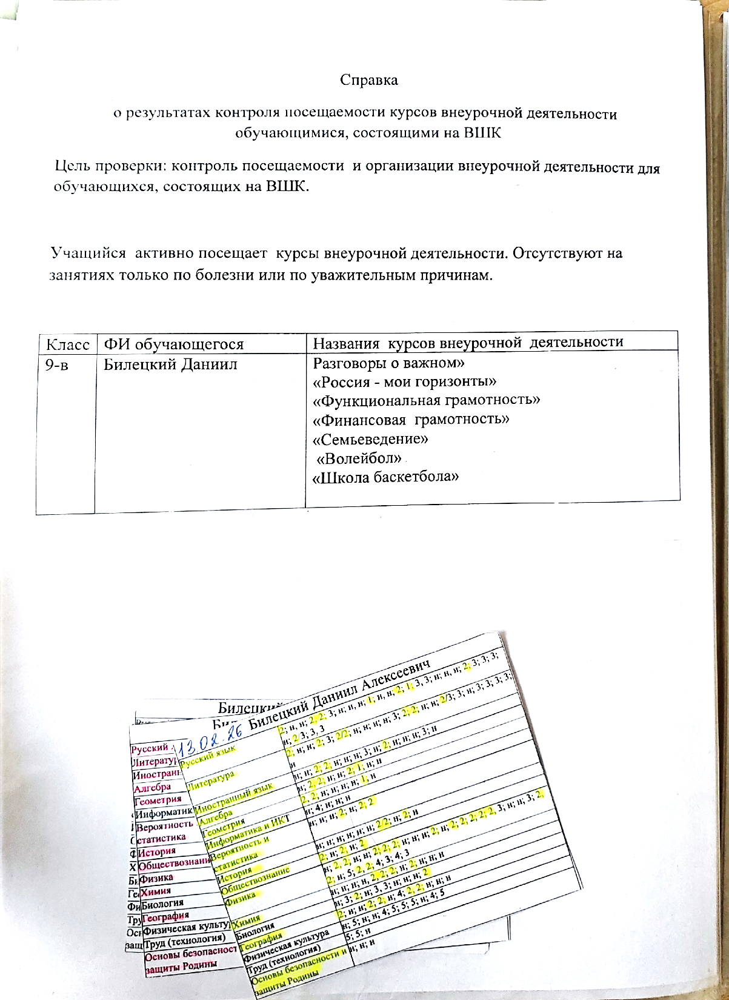 Справка
о результатах контроля посещаемости курсов внеурочной деятельности
обучающимися, состоящими на ВШК
Цель проверки: контроль посещаемости и организации внеурочной деятельности для
обучающихся, состоящих на ВШК.
Учащийся активно посещает курсы внеурочной деятельности. Отсутствуют на
занятиях только по болезни или по уважительным причинам.
Класс ФИ обучающегося Названия курсов внеурочной деятельности
9-в Билецкий Даниил Разговоры о важном»
«Россия - мои горизонты»
«Функциональная грамотность»
«Финансовая грамотность»
«Семьеведение»
«Волейбол»
«Школа баскетбола»
Билецкий
Русский
Литерату
Иностран
Алгебра
Геометрия
Информатик
Вероятность
статистика
История
Обществознани
Физика
Химия
Биология
География
Физическая культу
Труд (технология)
Основы безопасност
защиты Родины
13.02.26 Билецкий Даниил Алексеевич
Русский язык 2; н, н; 2, 2; 3; н; н, н; 1; н, н; 2; 1; 3, 3; н; н, н; 2; 3; 3; 3;
н; 2/3; 3, 3
Литература 2; н; н; 2; 3; 2/2; н; н; н; н; 3; 2; 2; н; н; 2/3; 3; н; 3; 3; 3; 3;
н
Иностранный язык н; н; 2; 2; н; н; н; 3; н; 2; н; н; н; 3; н
Алгебра н; 2, 2; н; н; 2; 1; н; н
Геометрия 2, 2; н; н; н; н; 1; н
Информатика и ИКТ н; 4; н; н; н
Вероятность и
статистика н; н; н; 2; н; 2; 2
История н; н; н; н; н; 2/2; н; 2; н
Обществознание 2; н; 2; н; 2
Физика н; 2, 2; н; н; 2; 2; 2; н; н; н; 2; н; 2; 2; 2; 2; 2, 3; н; н; 3; 2;
2; н; 5; 2, 2; 4; 3, 4; 3
Химия н; н; н, н, 2, 2; 2; н; 2; н; н; н
Биология н; 3; 2; н; 3, 3; н; н; н; 2
География 2; н; н; 2; 2; н; 4; 2; 2; н; н; н
Физическая культура н; 5; н; н; 4; 5; 5; 5; н; 4; 5
Труд (технология) 5; 5; н
Основы безопасности и
защиты Родины н; н; н